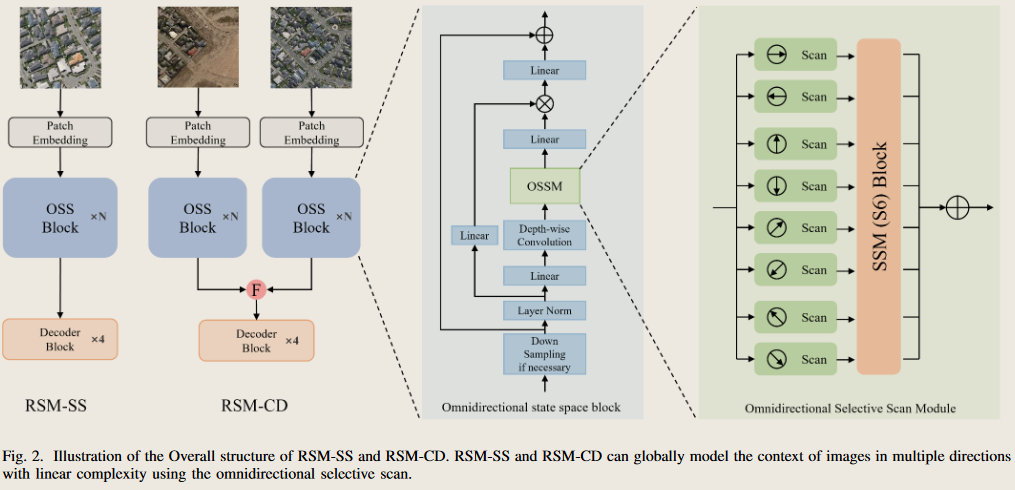 Patch
Embedding
Patch
Embedding
Patch
Embedding
OSS
Block
×N
OSS
Block
×N
OSS
Block
×N
F
Decoder
Block
×4
Decoder
Block
×4
RSM-SS
RSM-CD
Linear
Linear
OSSM
Linear
Depth-wise
Convolution
Linear
Layer Norm
Down
Sampling
if necessary
Omnidirectional state space block
Scan
Scan
Scan
Scan
Scan
Scan
Scan
Scan
SSM (S6) Block
Omnidirectional Selective Scan Module
Fig. 2. Illustration of the Overall structure of RSM-SS and RSM-CD. RSM-SS and RSM-CD can globally model the context of images in multiple directions
with linear complexity using the omnidirectional selective scan.